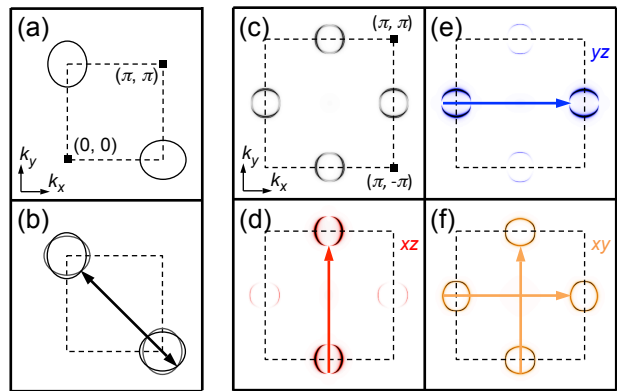 (a)
(π, π)
(0, 0)
k_y
k_x
(b)
(c)
(π, π)
k_y
k_x
(π, -π)
(d)
xz
(e)
yz
(f)
xy